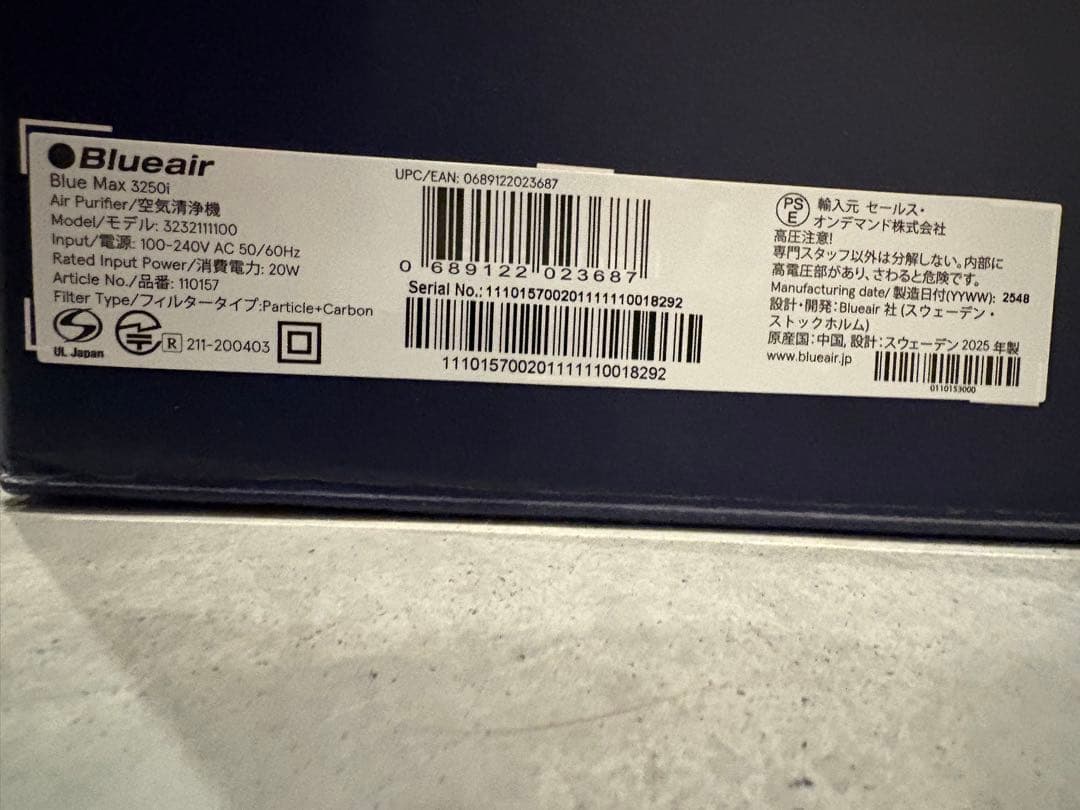 Blueair
Blue Max 3250i
Air Purifier/空気清浄機
Model/モデル: 3232111100
Input/電源: 100-240V AC 50/60Hz
Rated Input Power/消費電力: 20W
Article No./品番: 110157
Filter Type/フィルタータイプ:Particle+Carbon
UL Japan
R 211-200403
UPC/EAN: 0689122023687
0 689122 023687
Serial No.: 111015700201111110018292
111015700201111110018292
PS
E
輸入元 セールス・
オンデマンド株式会社
高圧注意!
専門スタッフ以外は分解しない。内部に
高電圧部があり、さわると危険です。
Manufacturing date/ 製造日付(YYWW): 2548
設計・開発:Blueair 社 (スウェーデン・
ストックホルム)
原産国:中国, 設計:スウェーデン 2025 年製
www.blueair.jp
0110153000